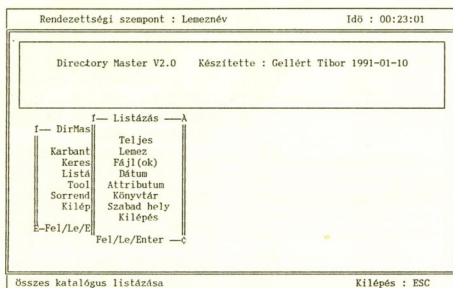 Rendezettségi szempont : Lemeznév Idö : 00:23:01
Directory Master V2.0 Készítette : Gellért Tibor 1991-01-10
Listázás
DirMas
Teljes
Karbant Lemez
Keres Fájl(ok)
Listá Dátum
Tool Attributum
Sorrend Könyvtár
Kilép Szabad hely
Kilépés
Fel/Le/E
Fel/Le/Enter
összes katalógus listázása Kilépés : ESC